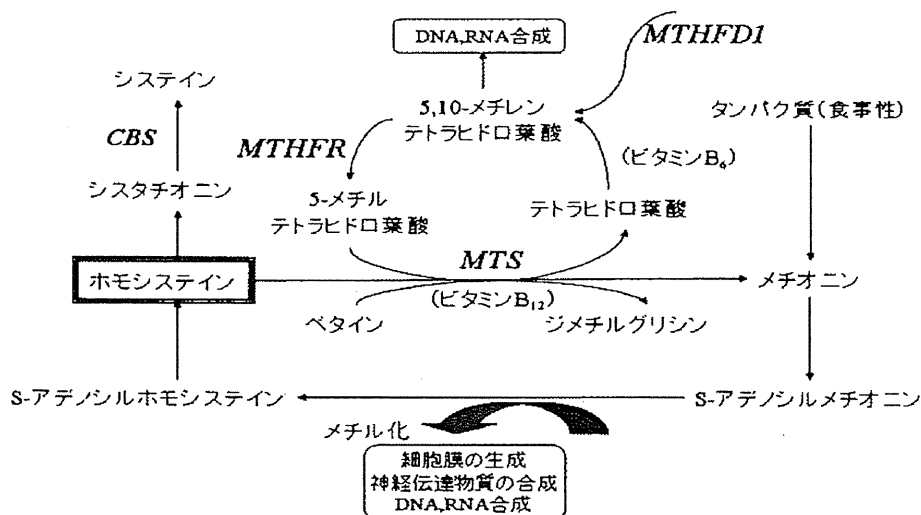 DNA,RNA合成
MTHFD1
システイン
5,10-メチレン
テトラヒドロ葉酸
タンパク質(食事性)
CBS
MTHFR
(ビタミンB6)
シスタチオニン
5-メチル
テトラヒドロ葉酸
テトラヒドロ葉酸
MTS
ホモシステイン
メチオニン
(ビタミンB12)
ベタイン
ジメチルグリシン
S-アデノシルホモシステイン
S-アデノシルメチオニン
メチル化
細胞膜の生成
神経伝達物質の合成
DNA,RNA合成